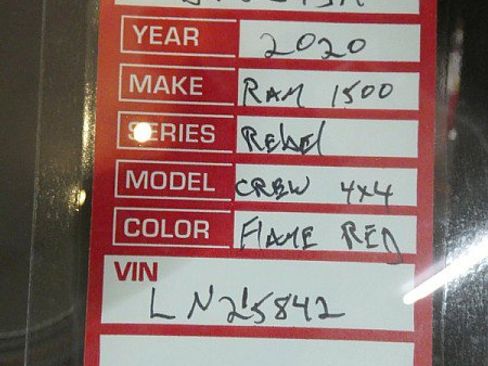 YEAR 2020
MAKE RAM 1500
SERIES Rebel
MODEL CREW 4x4
COLOR FLAME RED
VIN
LN215842